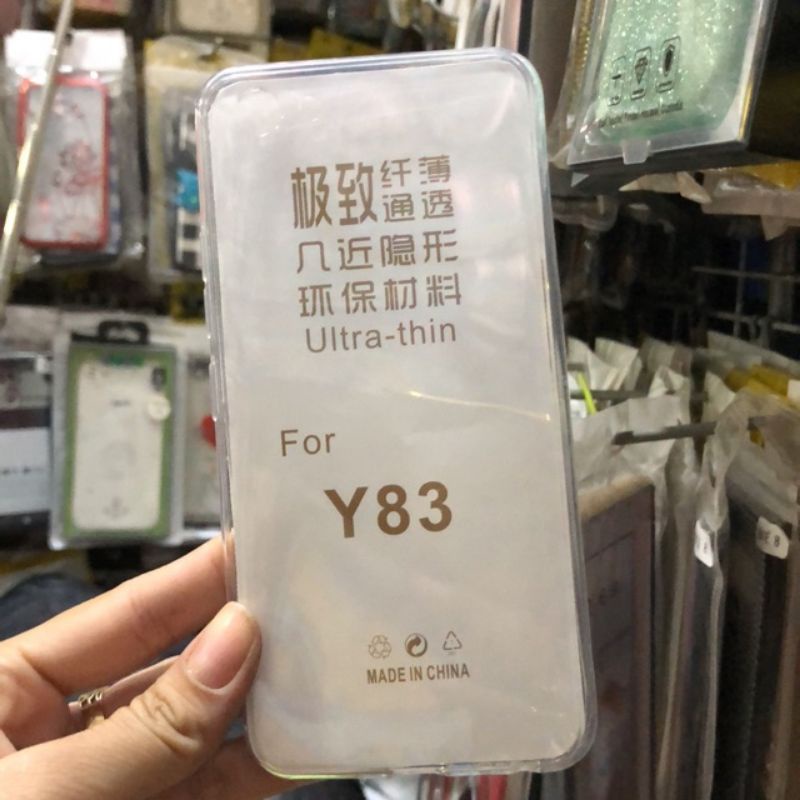 极致纤薄
通透
几近隐形
环保材料
Ultra-thin
For
Y83
MADE IN CHINA